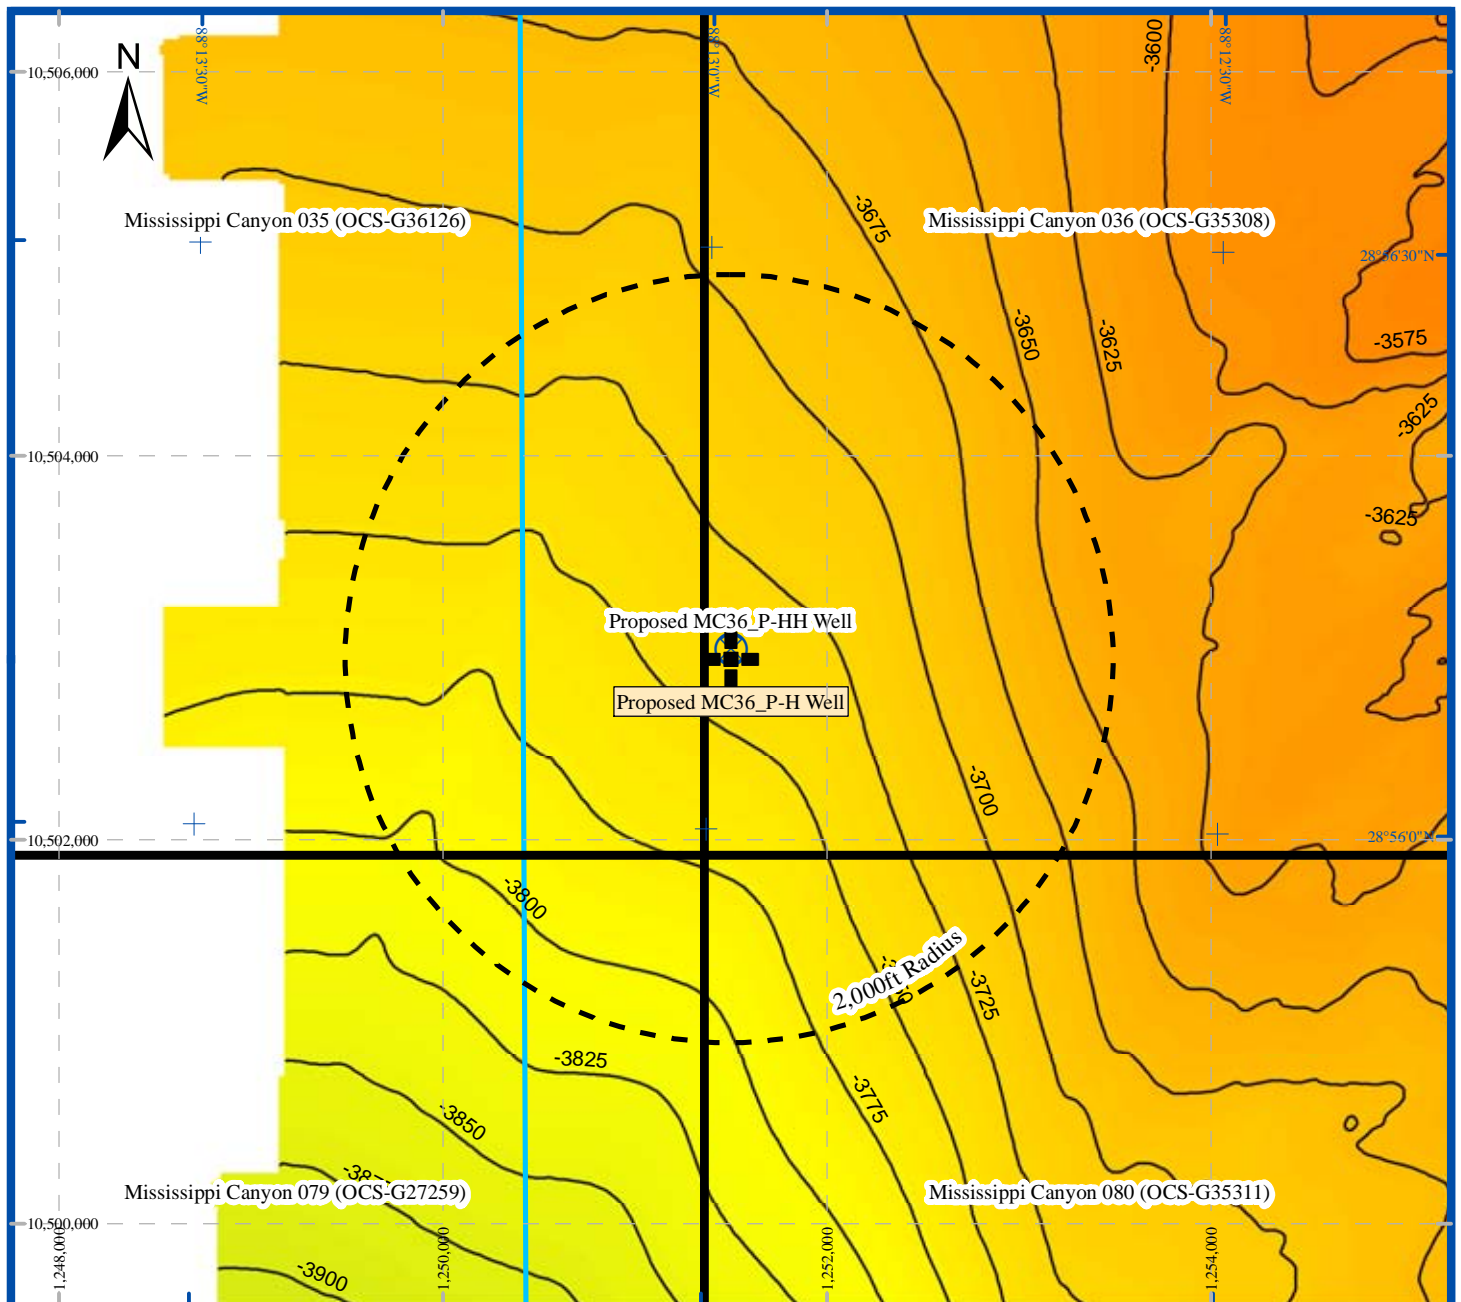 N
88°13'30"W
88°13'0"W
-3600
88°12'30"W
10,506,000
Mississippi Canyon 035 (OCS-G36126)
-3675
Mississippi Canyon 036 (OCS-G35308)
28°56'30"N
-3650
-3625
-3575
-3625
10,504,000
-3625
Proposed MC36_P-HH Well
Proposed MC36_P-H Well
-3700
10,502,000
28°56'0"N
-3800
2,000ft Radius
-3725
-3825
-3775
-3850
Mississippi Canyon 079 (OCS-G27259)
Mississippi Canyon 080 (OCS-G35311)
10,500,000
-3900
1,248,000
1,250,000
1,252,000
1,254,000